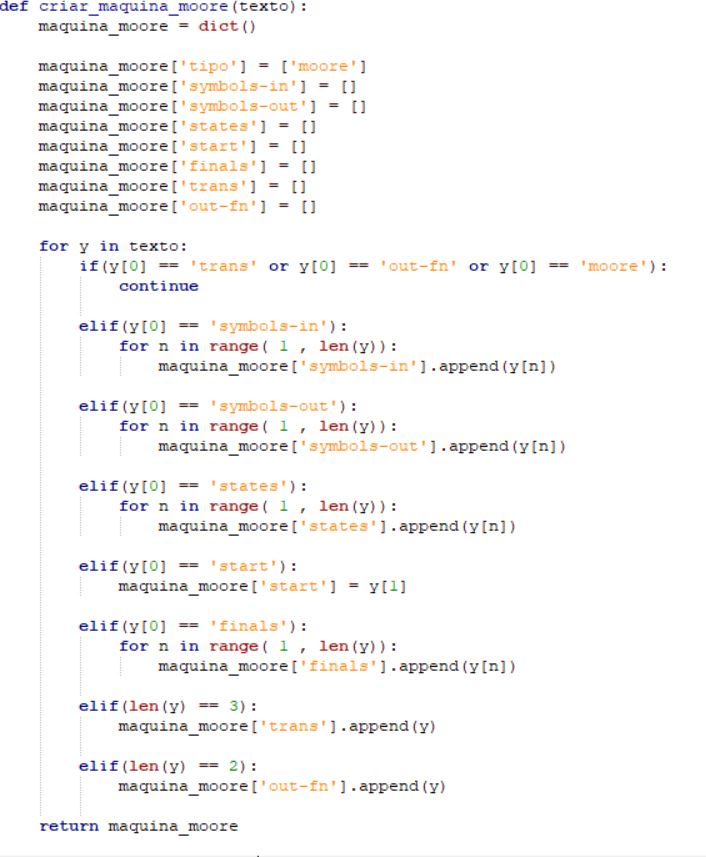 def criar_maquina_moore(texto):
    maquina_moore = dict()

    maquina_moore['tipo'] = ['moore']
    maquina_moore['symbols-in'] = []
    maquina_moore['symbols-out'] = []
    maquina_moore['states'] = []
    maquina_moore['start'] = []
    maquina_moore['finals'] = []
    maquina_moore['trans'] = []
    maquina_moore['out-fn'] = []

    for y in texto:
        if(y[0] == 'trans' or y[0] == 'out-fn' or y[0] == 'moore'):
            continue

        elif(y[0] == 'symbols-in'):
            for n in range( 1 , len(y)):
                maquina_moore['symbols-in'].append(y[n])

        elif(y[0] == 'symbols-out'):
            for n in range( 1 , len(y)):
                maquina_moore['symbols-out'].append(y[n])

        elif(y[0] == 'states'):
            for n in range( 1 , len(y)):
                maquina_moore['states'].append(y[n])

        elif(y[0] == 'start'):
            maquina_moore['start'] = y[1]

        elif(y[0] == 'finals'):
            for n in range( 1 , len(y)):
                maquina_moore['finals'].append(y[n])

        elif(len(y) == 3):
            maquina_moore['trans'].append(y)

        elif(len(y) == 2):
            maquina_moore['out-fn'].append(y)

    return maquina_moore